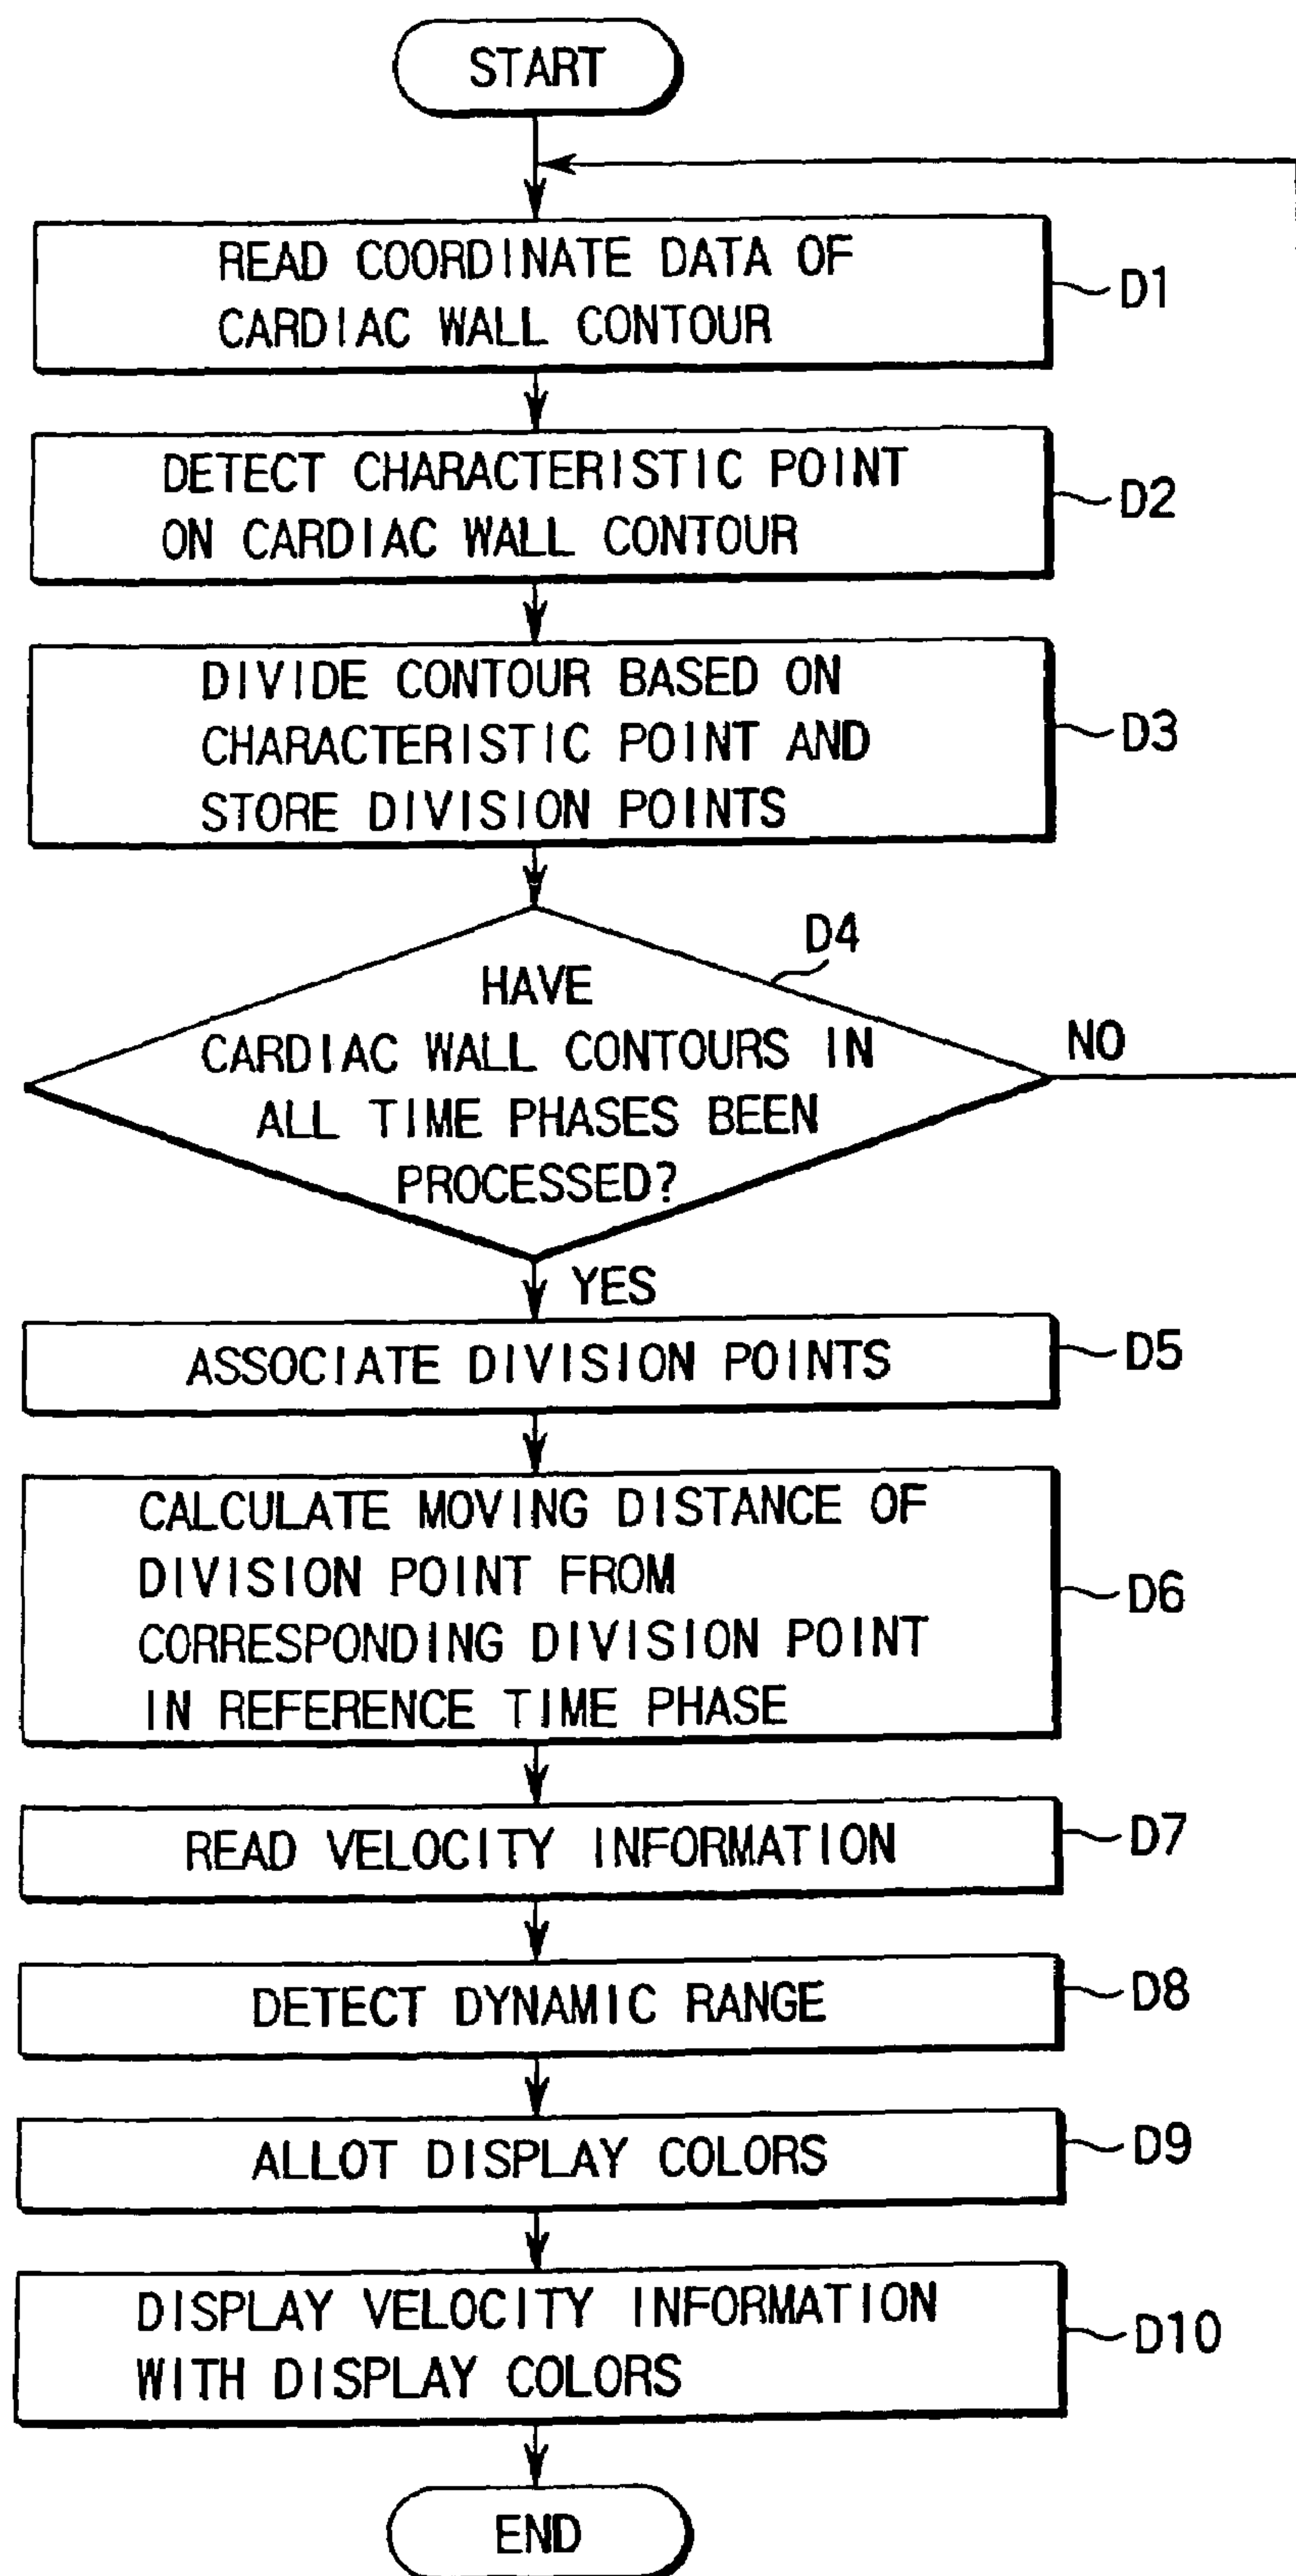 START
READ COORDINATE DATA OF
CARDIAC WALL CONTOUR
D1
DETECT CHARACTERISTIC POINT
ON CARDIAC WALL CONTOUR
D2
DIVIDE CONTOUR BASED ON
CHARACTERISTIC POINT AND
STORE DIVISION POINTS
D3
D4
HAVE
CARDIAC WALL CONTOURS IN
ALL TIME PHASES BEEN
PROCESSED?
NO
YES
ASSOCIATE DIVISION POINTS
D5
CALCULATE MOVING DISTANCE OF
DIVISION POINT FROM
CORRESPONDING DIVISION POINT
IN REFERENCE TIME PHASE
D6
READ VELOCITY INFORMATION
D7
DETECT DYNAMIC RANGE
D8
ALLOT DISPLAY COLORS
D9
DISPLAY VELOCITY INFORMATION
WITH DISPLAY COLORS
D10
END